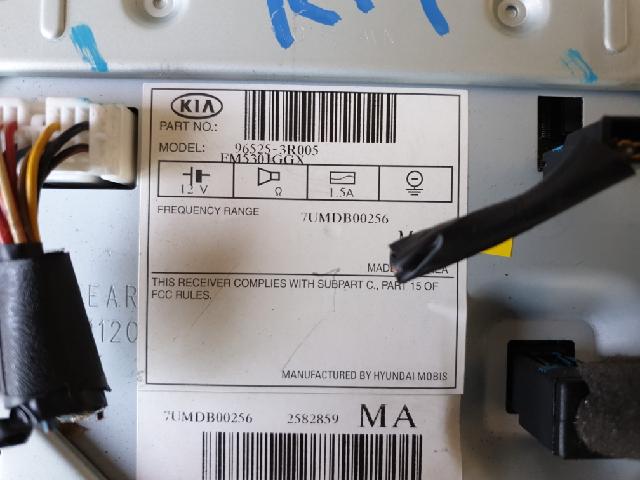 KIA
PART NO.:
96525-3R005
MODEL:
FM5301GGX
12 V
Ω
1.5A
FREQUENCY RANGE
7UMDB00256
THIS RECEIVER COMPLIES WITH SUBPART C., PART 15 OF
FCC RULES.
MANUFACTURED BY HYUNDAI MOBIS
7UMDB00256 2582859 MA